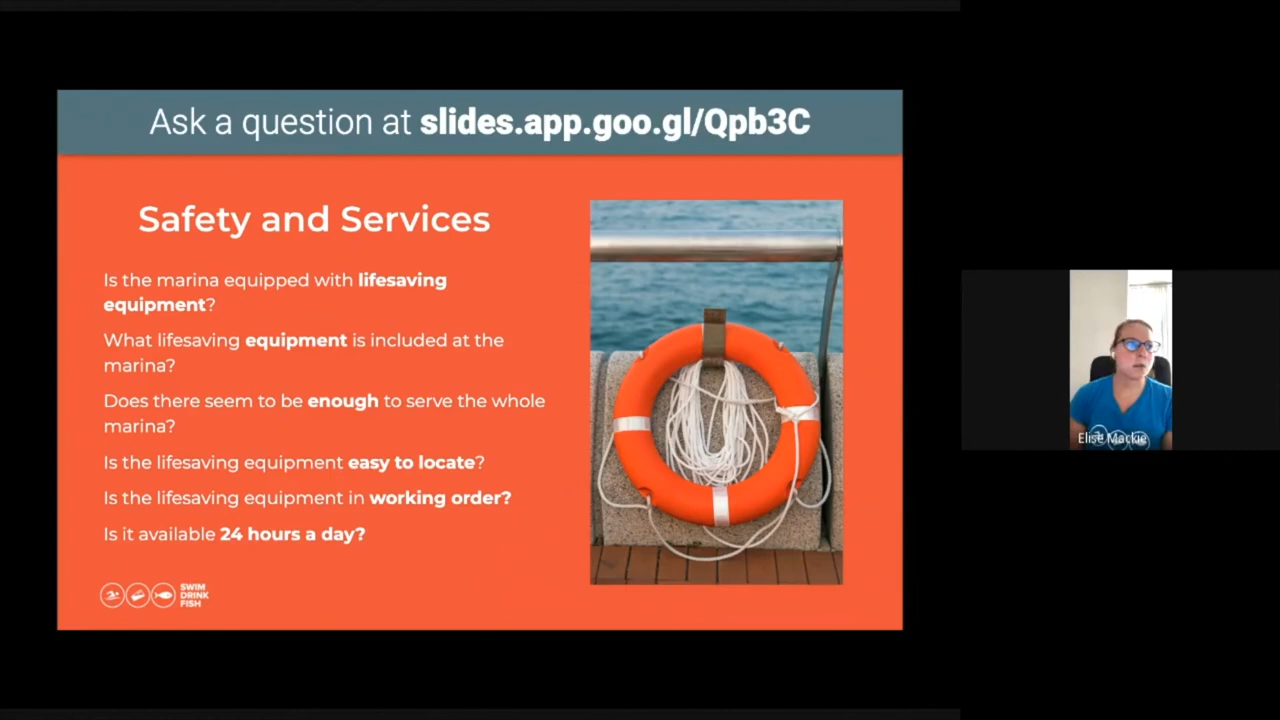 Ask a question at slides.app.goo.gl/Qpb3C
Safety and Services
Is the marina equipped with lifesaving
equipment?
What lifesaving equipment is included at the
marina?
Does there seem to be enough to serve the whole
marina?
Is the lifesaving equipment easy to locate?
Is the lifesaving equipment in working order?
Is it available 24 hours a day?
SWIM
DRINK
FISH
Elise Mackie